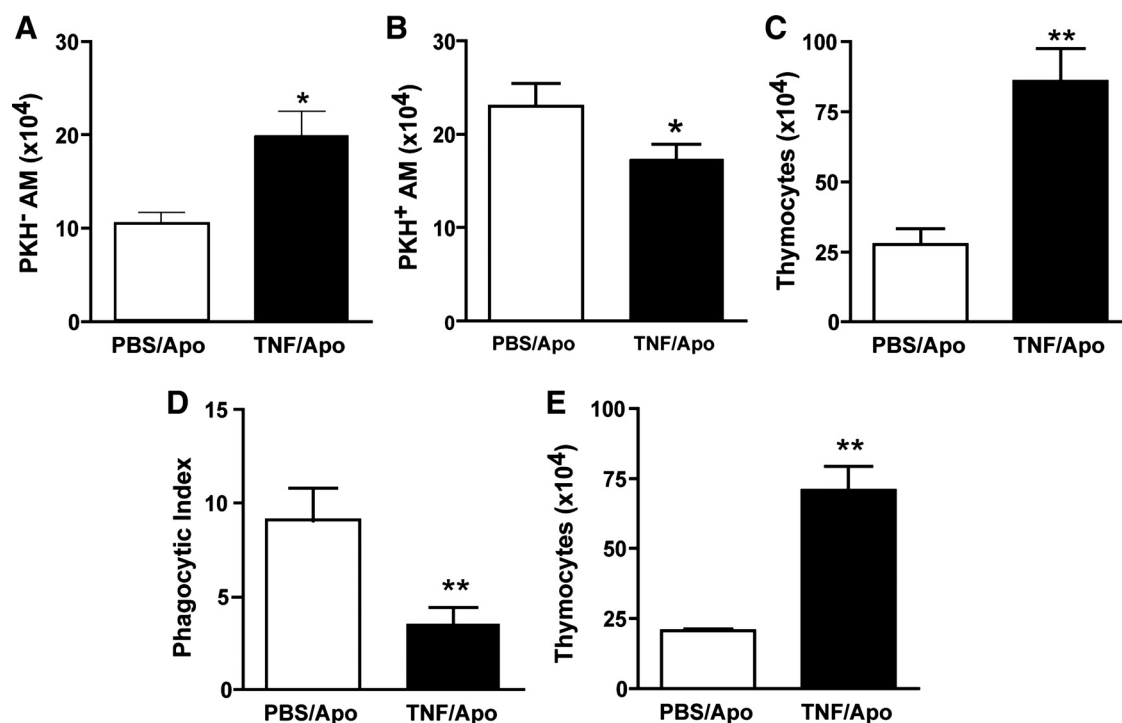 A
PKH⁻ AM (x10⁴)
30
20
10
0
PBS/Apo
TNF/Apo
*
B
PKH⁺ AM (x10⁴)
30
20
10
0
PBS/Apo
TNF/Apo
*
C
Thymocytes (x10⁴)
100
75
50
25
0
PBS/Apo
TNF/Apo
**
D
Phagocytic Index
15
10
5
0
PBS/Apo
TNF/Apo
**
E
Thymocytes (x10⁴)
100
75
50
25
0
PBS/Apo
TNF/Apo
**